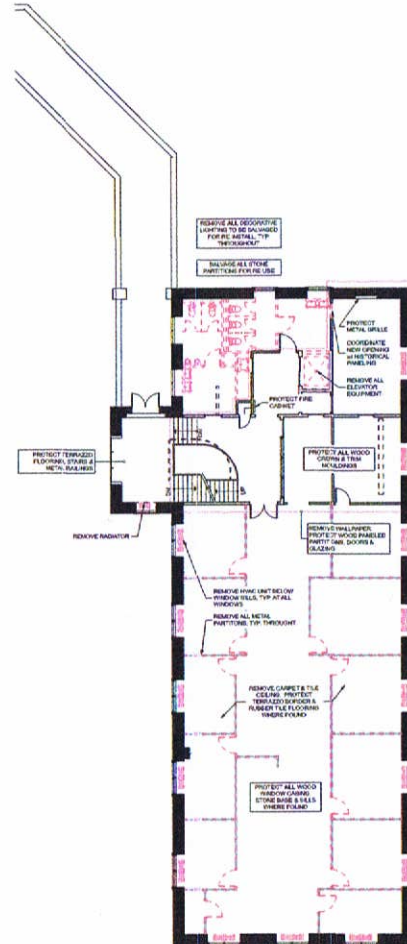 REMOVE ALL DECORATIVE
LIGHTING TO BE SALVAGED
FOR RE-INSTALL, TYP
THROUGHOUT
SALVAGE ALL STONE
PARTITIONS FOR RE USE
PROTECT
METAL GRILLE
COORDINATE
NEW OPENING
w/ HISTORICAL
PANELING
REMOVE ALL
ELEVATOR
EQUIPMENT
PROTECT FIRE
CABINET
PROTECT TERRAZZO
FLOORING, STAIRS &
METAL RAILINGS
PROTECT ALL WOOD
CROWN & TRIM
MOULDINGS
REMOVE RADIATOR
REMOVE WALLPAPER,
PROTECT WOOD PANELED
PARTITIONS, DOORS &
GLAZING
REMOVE HVAC UNIT BELOW
WINDOW SILLS, TYP AT ALL
WINDOWS
REMOVE ALL METAL
PARTITONS, TYP. THROUGHT
REMOVE CARPET & TILE
CEILING. PROTECT
TERRAZZO BORDER &
RUBBER TILE FLOORING
WHERE FOUND
PROTECT ALL WOOD
WINDOW CASING
STONE BASE & SILLS
WHERE FOUND